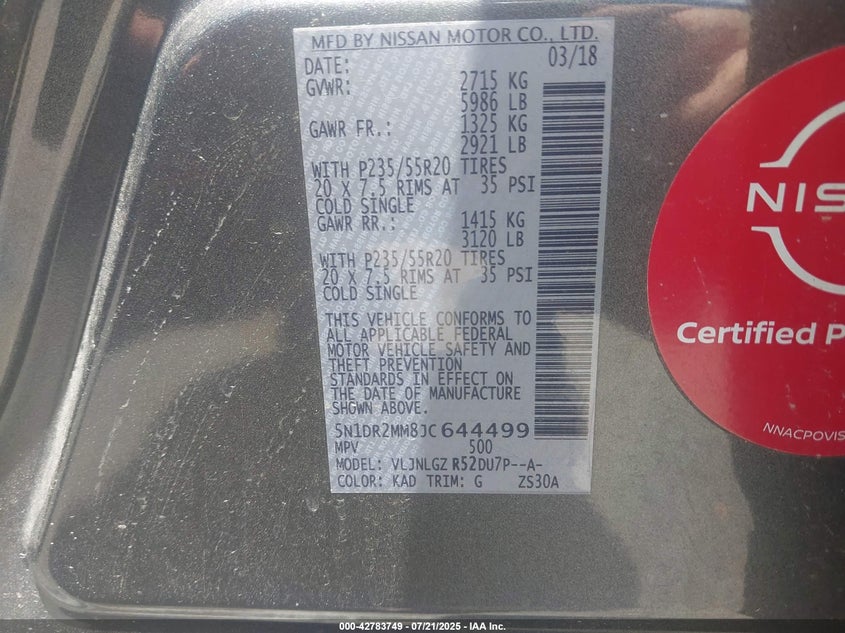 MFD BY NISSAN MOTOR CO., LTD.
DATE: 03/18
GVWR: 2715 KG
5986 LB
GAWR FR.: 1325 KG
2921 LB
WITH P235/55R20 TIRES
20 X 7.5 RIMS AT 35 PSI
COLD SINGLE
GAWR RR.: 1415 KG
3120 LB
WITH P235/55R20 TIRES
20 X 7.5 RIMS AT 35 PSI
COLD SINGLE
THIS VEHICLE CONFORMS TO
ALL APPLICABLE FEDERAL
MOTOR VEHICLE SAFETY AND
THEFT PREVENTION
STANDARDS IN EFFECT ON
THE DATE OF MANUFACTURE
SHOWN ABOVE.
5N1DR2MM8JC644499
MPV 500
MODEL: VLJNLGZ R52DU7P--A-
COLOR: KAD TRIM: G ZS30A
NIS
Certified P
NNACPOVIS
000-42783749 - 07/21/2025 - IAA Inc.